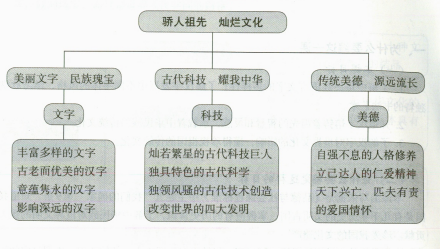 骄人祖先 灿烂文化
美丽文字 民族瑰宝
古代科技 耀我中华
传统美德 源远流长
文字
科技
美德
丰富多样的文字
古老而优美的汉字
意蕴隽永的汉字
影响深远的汉字
灿若繁星的古代科技巨人
独具特色的古代科学
独领风骚的古代技术创造
改变世界的四大发明
自强不息的人格修养
立己达人的仁爱精神
天下兴亡、匹夫有责
的爱国情怀